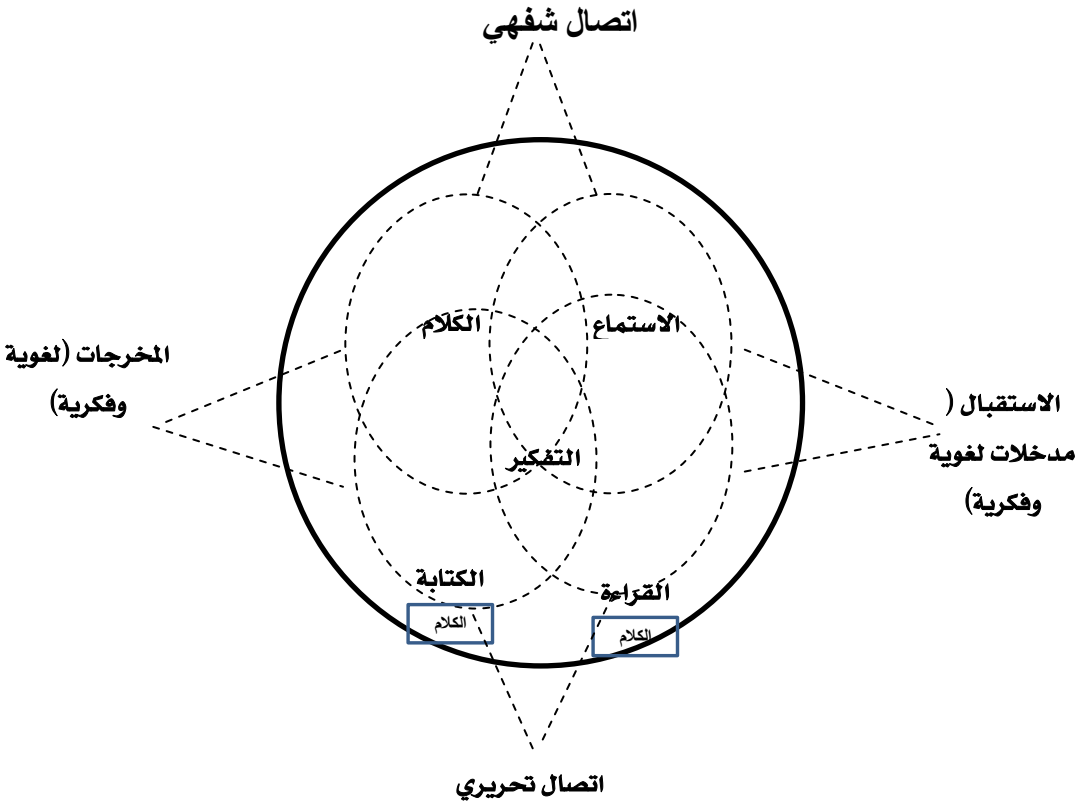 اتصال شفهي
الاستماع
الكلام
المخرجات (لغوية
وفكرية)
الاستقبال (
مدخلات لغوية
وفكرية)
التفكير
القراءة
الكتابة
الكلام
الكلام
اتصال تحريري